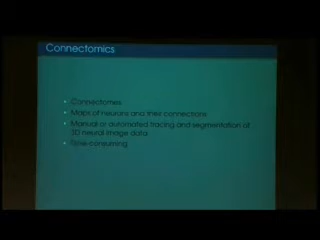 Connectomics
Connectomes
Maps of neurons and their connections
Manual or automated tracing and segmentation of
3D neural image data
Time-consuming